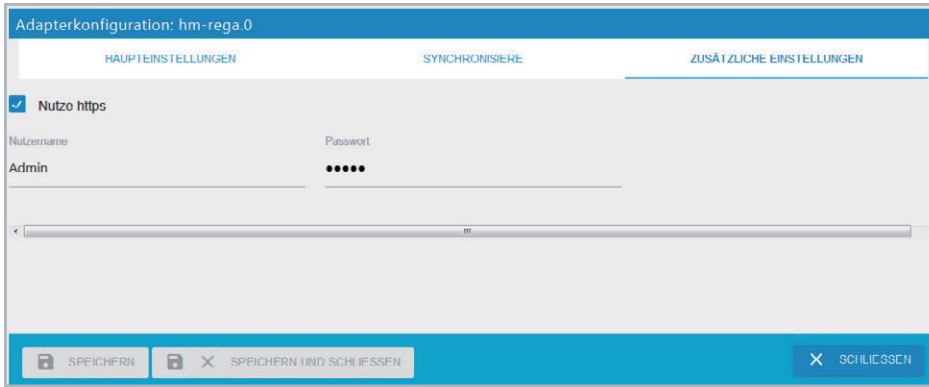 Adapterkonfiguration: hm-rega.0
HAUPTEINSTELLUNGEN SYNCHRONISIERE ZUSÄTZLICHE EINSTELLUNGEN
Nutze https
Nutzername Passwort
Admin •••••
SPEICHERN SPEICHERN UND SCHLIESSEN SCHLIESSEN